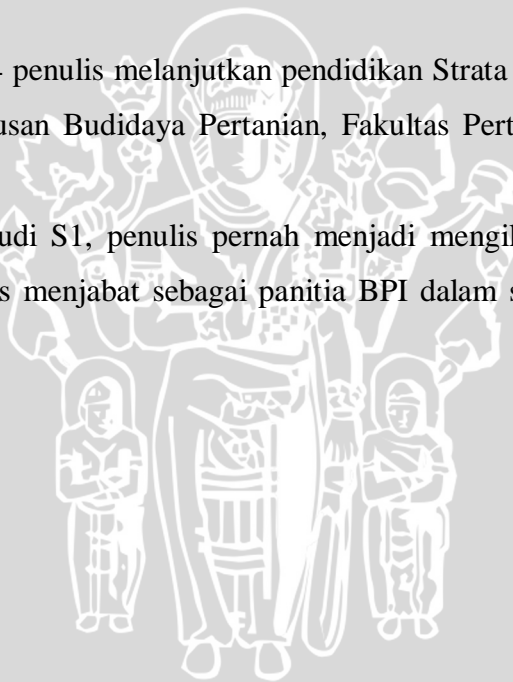 - penulis melanjutkan pendidikan Strata
usan Budidaya Pertanian, Fakultas Pert
udi S1, penulis pernah menjadi mengil
s menjabat sebagai panitia BPI dalam s